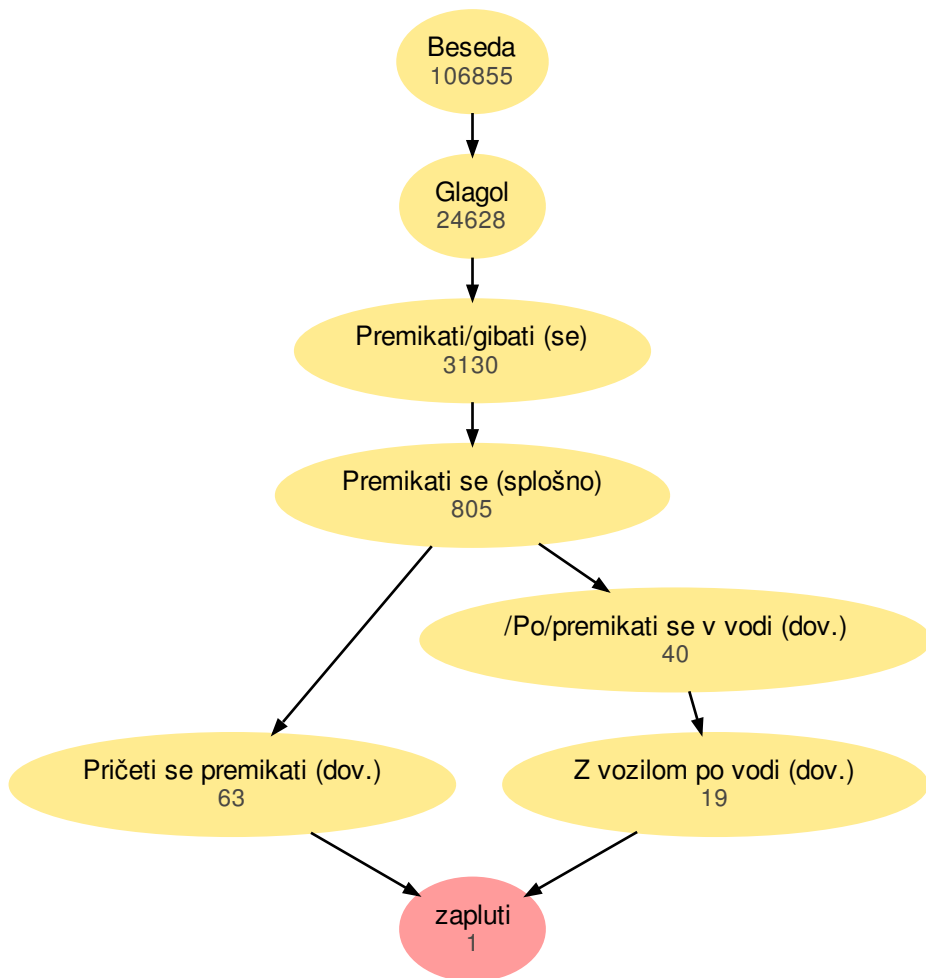 Beseda
106855
Glagol
24628
Premikati/gibati (se)
3130
Premikati se (splošno)
805
/Po/premikati se v vodi (dov.)
40
Pričeti se premikati (dov.)
63
Z vozilom po vodi (dov.)
19
zapluti
1